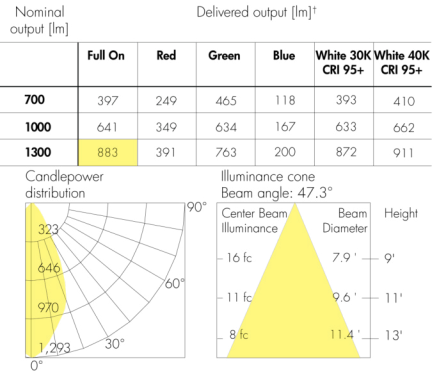 Nominal output [lm] Delivered output [lm]†
Full On Red Green Blue White 30K CRI 95+ White 40K CRI 95+
700 397 249 465 118 393 410
1000 641 349 634 167 633 662
1300 883 391 763 200 872 911
Candlepower distribution
90°
323
646
60°
970
1,293 30°
0°
Illuminance cone
Beam angle: 47.3°
Center Beam Illuminance Beam Diameter Height
16 fc 7.9 ' 9'
11 fc 9.6 ' 11'
8 fc 11.4 ' 13'